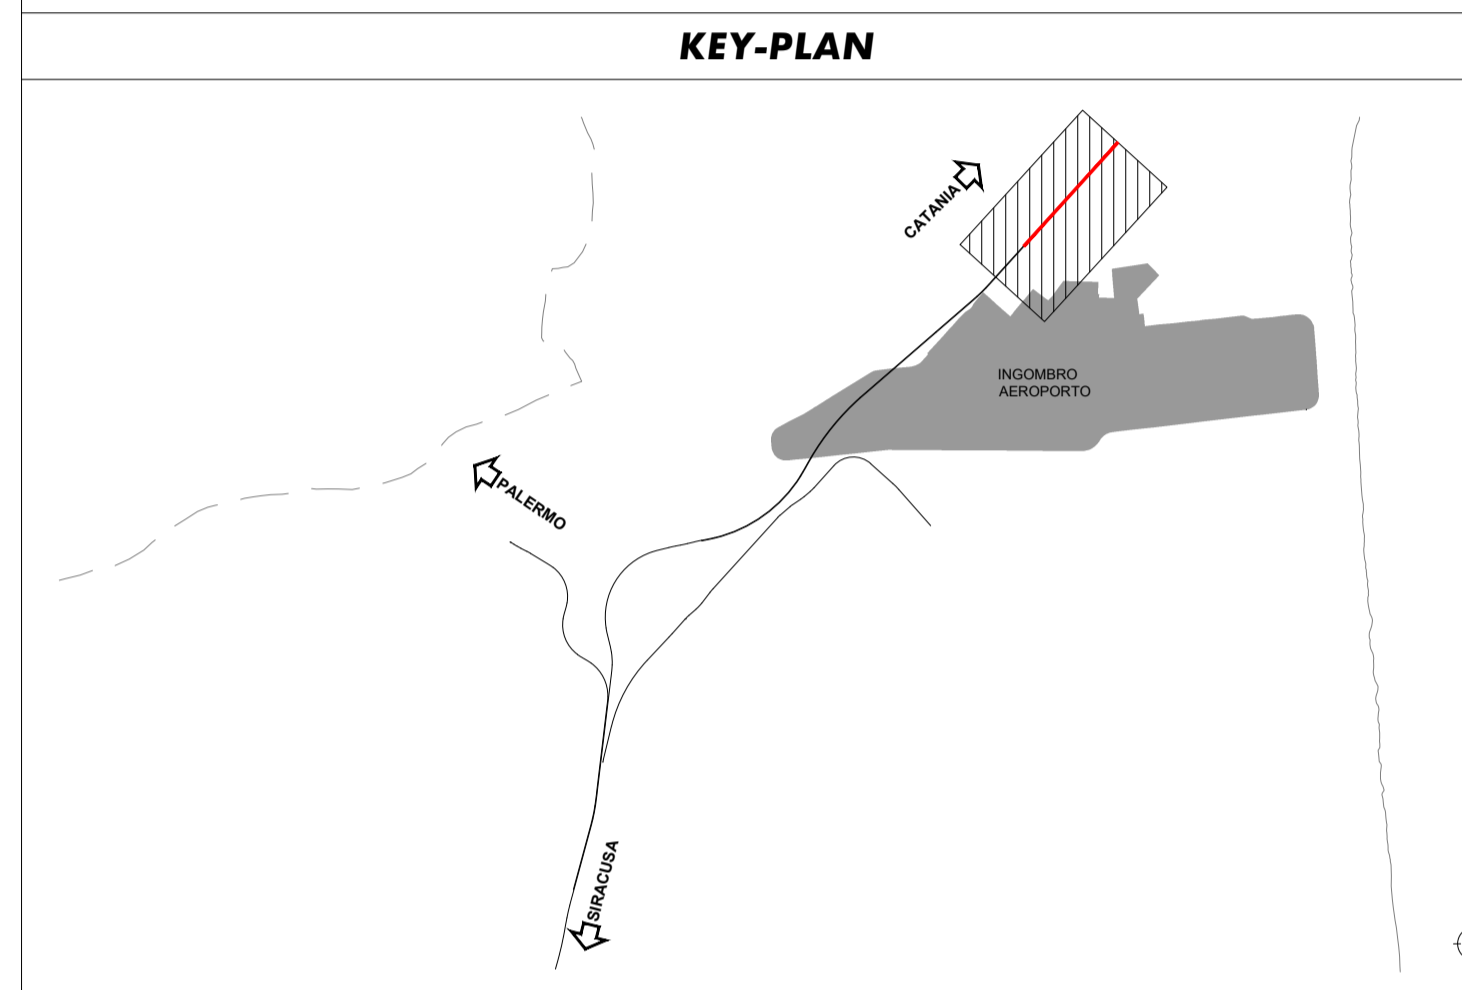 KEY-PLAN
CATANIA
INGOMBRO
AEROPORTO
PALERMO
SIRACUSA